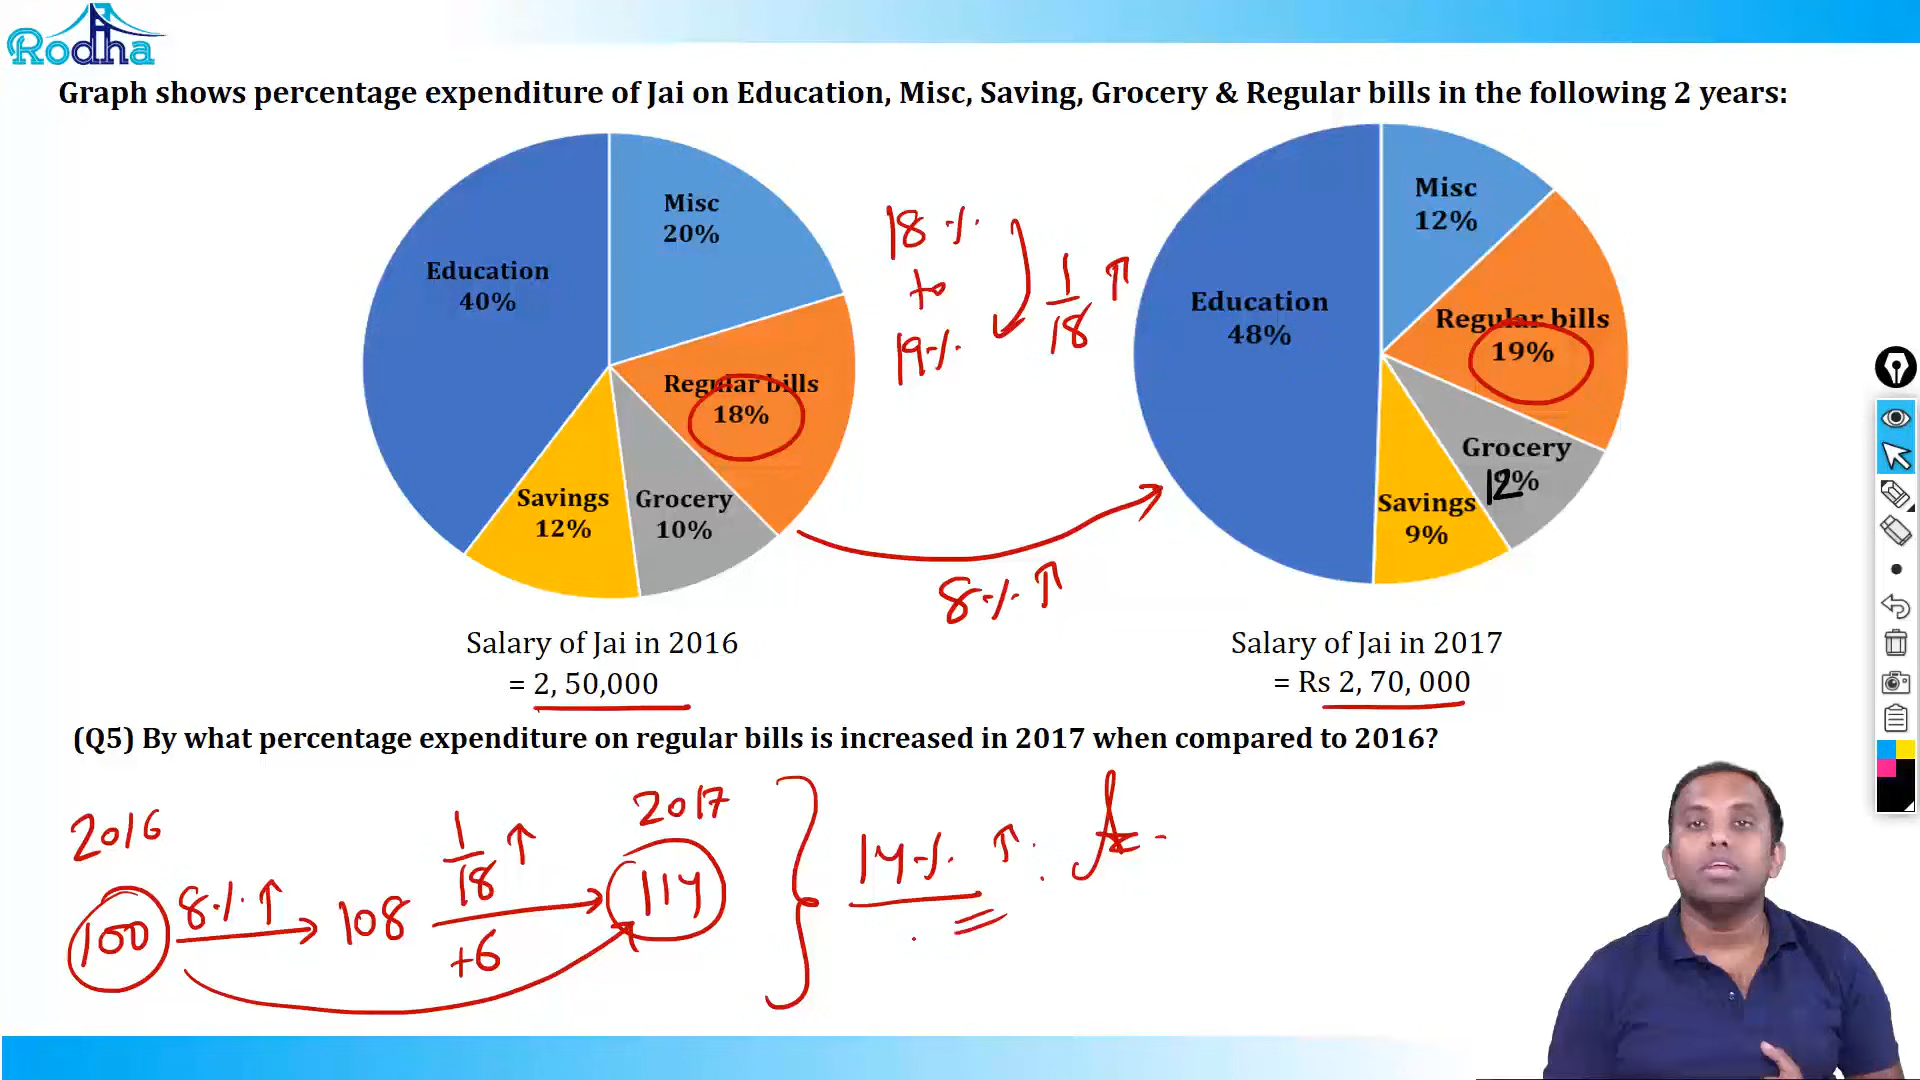 Rodha
Graph shows percentage expenditure of Jai on Education, Misc, Saving, Grocery & Regular bills in the following 2 years:
Misc
20%
Education
40%
Regular bills
18%
Savings
12%
Grocery
10%
18%
to
19%
1/18 ↑
8% ↑
Misc
12%
Education
48%
Regular bills
19%
Grocery
12%
Savings
9%
Salary of Jai in 2016
= 2, 50,000
Salary of Jai in 2017
= Rs 2, 70, 000
(Q5) By what percentage expenditure on regular bills is increased in 2017 when compared to 2016?
2016
100
8% ↑
108
1/18 ↑
+6
2017
114
14% ↑